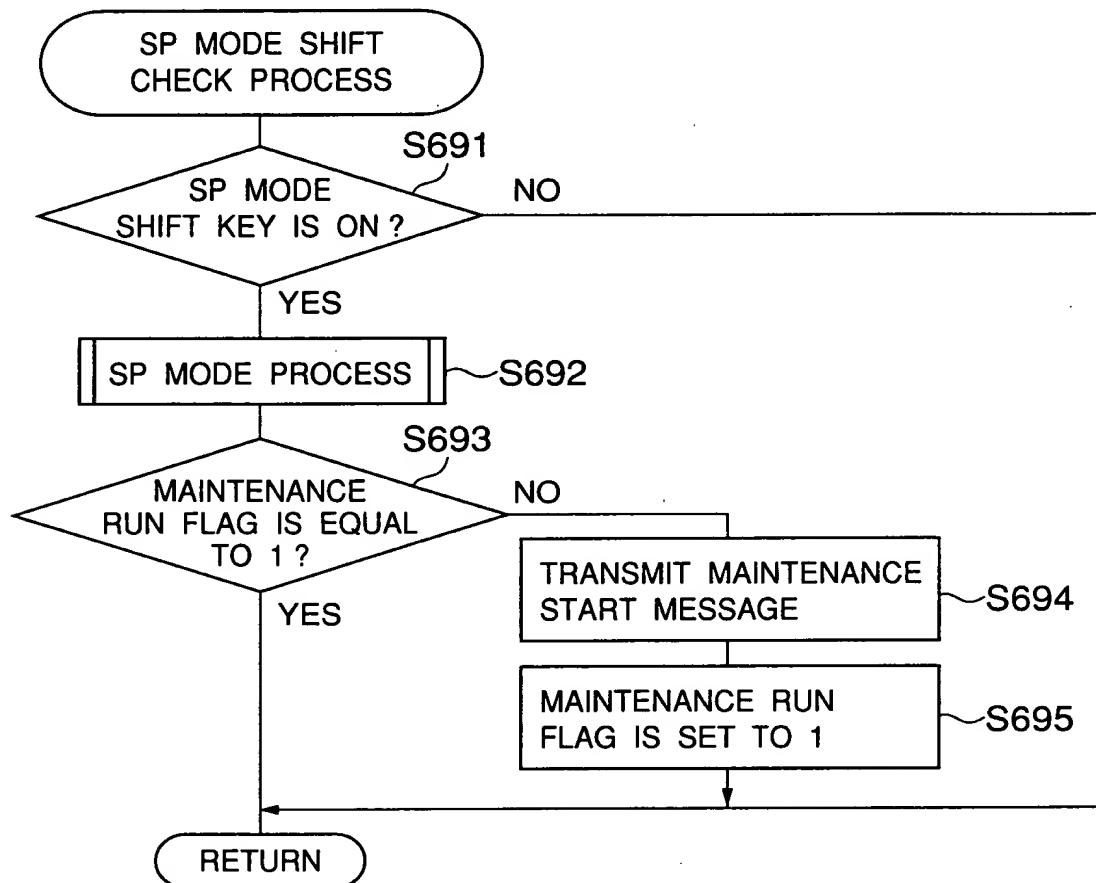 SP MODE SHIFT
CHECK PROCESS
S691
SP MODE
SHIFT KEY IS ON ?
NO
YES
SP MODE PROCESS
S692
S693
MAINTENANCE
RUN FLAG IS EQUAL
TO 1 ?
NO
YES
TRANSMIT MAINTENANCE
START MESSAGE
S694
MAINTENANCE RUN
FLAG IS SET TO 1
S695
RETURN